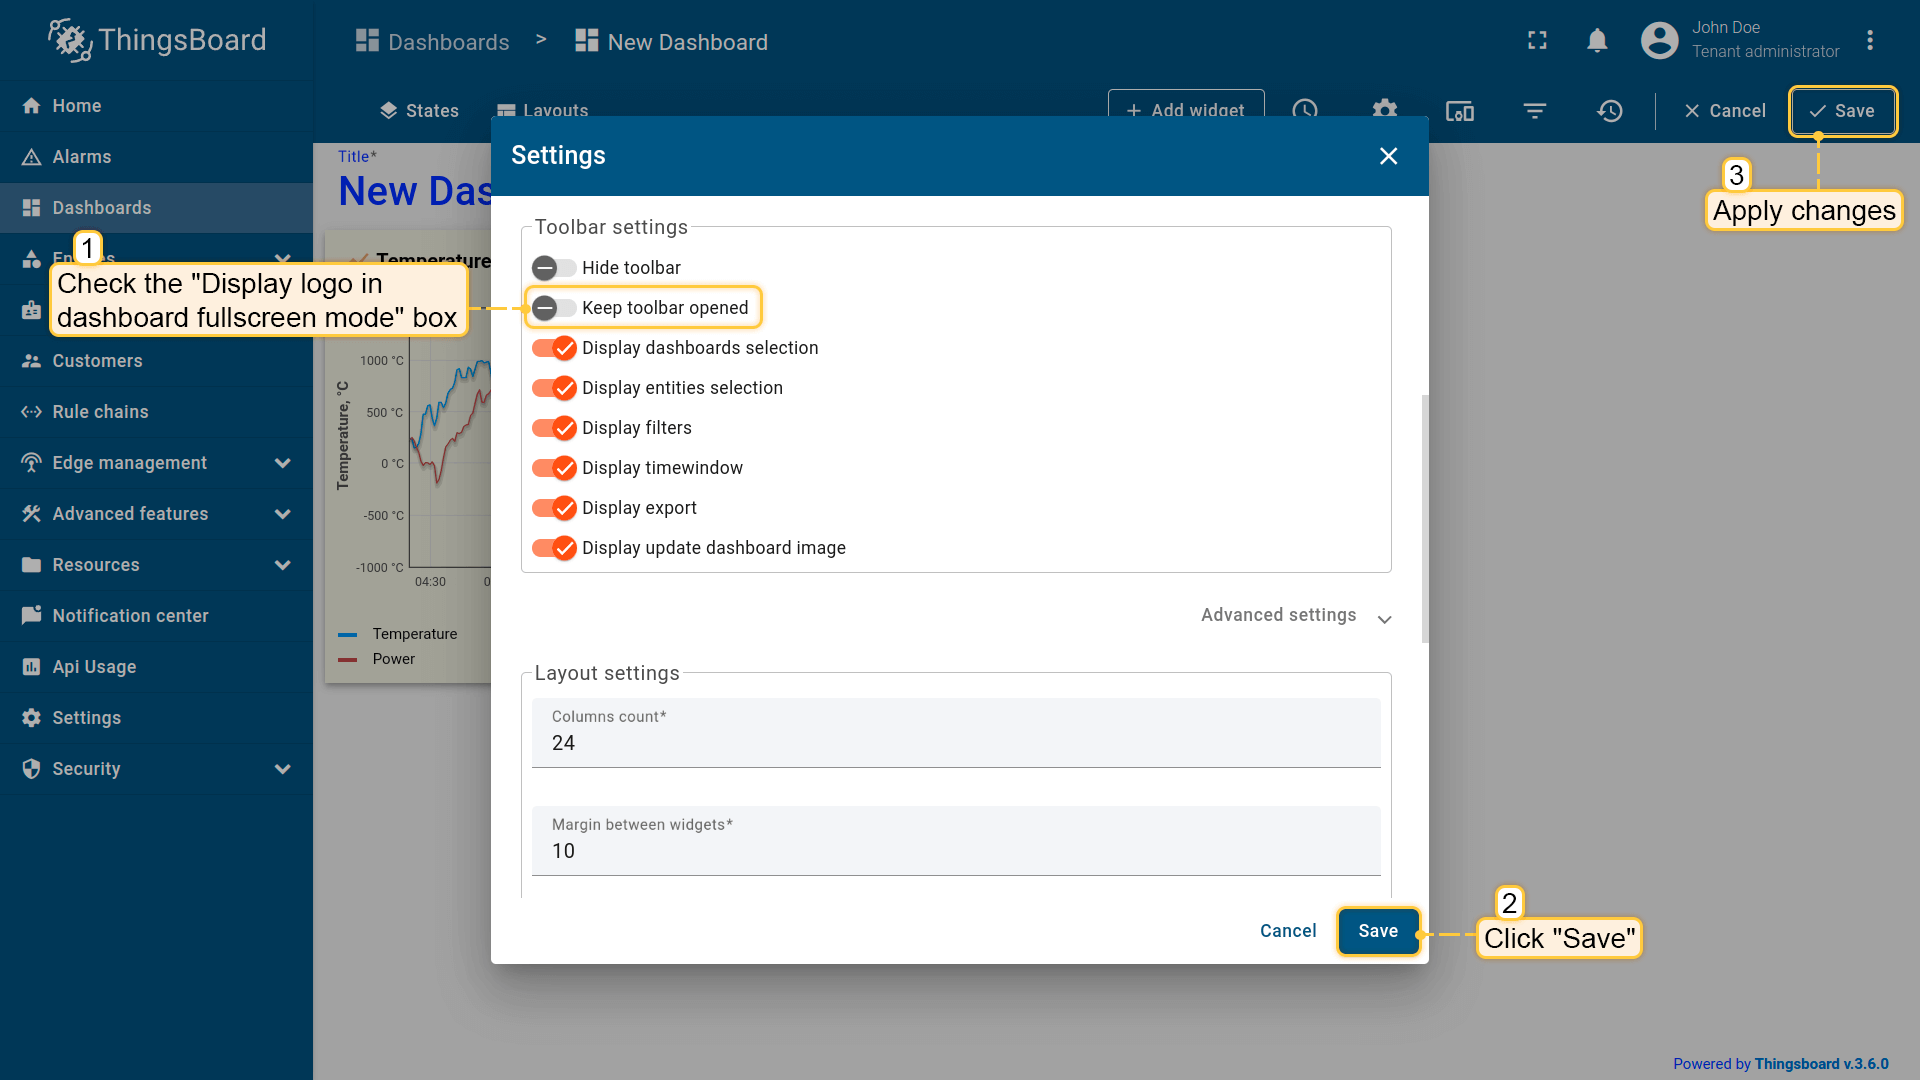 ThingsBoard
Dashboards > New Dashboard
John Doe
Tenant administrator
Home
Alarms
Dashboards
Customers
Rule chains
Edge management
Advanced features
Resources
Notification center
Api Usage
Settings
Security
States
Layouts
+ Add widget
Cancel
Save
3
Apply changes
Title*
New Das
Temperature
1
Check the "Display logo in
dashboard fullscreen mode" box
Temperature, °C
1000 °C
500 °C
0 °C
-500 °C
-1000 °C
04:30
0
Temperature
Power
Settings
Toolbar settings
Hide toolbar
Keep toolbar opened
Display dashboards selection
Display entities selection
Display filters
Display timewindow
Display export
Display update dashboard image
Advanced settings
Layout settings
Columns count*
24
Margin between widgets*
10
Cancel
Save
2
Click "Save"
Powered by Thingsboard v.3.6.0